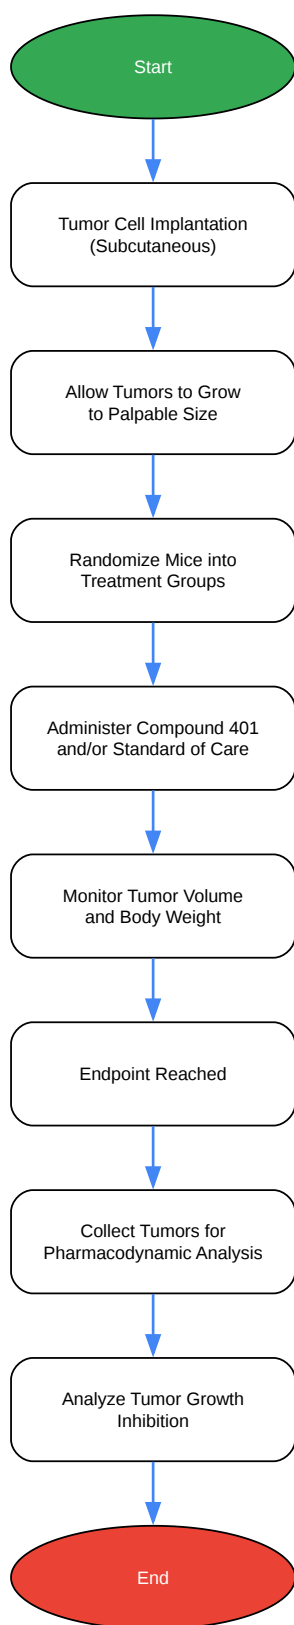 Start
Tumor Cell Implantation
(Subcutaneous)
Allow Tumors to Grow
to Palpable Size
Randomize Mice into
Treatment Groups
Administer Compound 401
and/or Standard of Care
Monitor Tumor Volume
and Body Weight
Endpoint Reached
Collect Tumors for
Pharmacodynamic Analysis
Analyze Tumor Growth
Inhibition
End